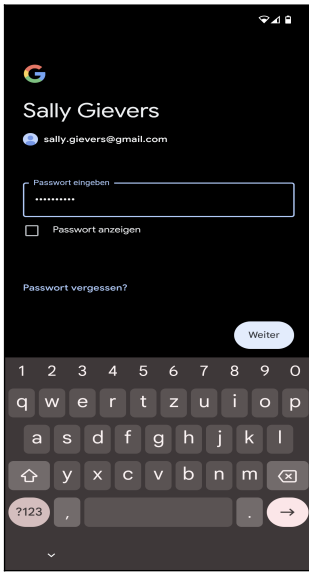 G
Sally Gievers
sally.gievers@gmail.com
Passwort eingeben
••••••••••
Passwort anzeigen
Passwort vergessen?
Weiter
1 2 3 4 5 6 7 8 9 0
q w e r t z u i o p
a s d f g h j k l
y x c v b n m
?123 , .